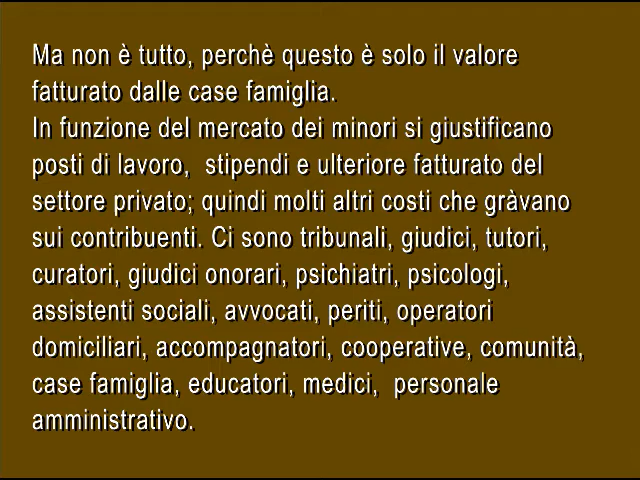 Ma non è tutto, perchè questo è solo il valore
fatturato dalle case famiglia.
In funzione del mercato dei minori si giustificano
posti di lavoro,  stipendi e ulteriore fatturato del
settore privato; quindi molti altri costi che gràvano
sui contribuenti. Ci sono tribunali, giudici, tutori,
curatori, giudici onorari, psichiatri, psicologi,
assistenti sociali, avvocati, periti, operatori
domiciliari, accompagnatori, cooperative, comunità,
case famiglia, educatori, medici,  personale
amministrativo.